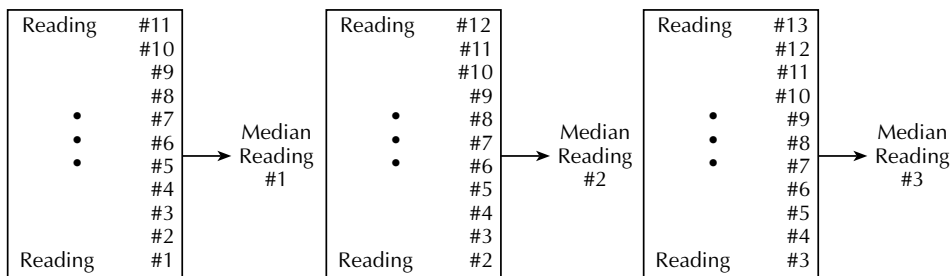 Reading #11
#10
#9
#8
#7
#6
#5
#4
#3
#2
Reading #1
Median
Reading
#1
Reading #12
#11
#10
#9
#8
#7
#6
#5
#4
#3
Reading #2
Median
Reading
#2
Reading #13
#12
#11
#10
#9
#8
#7
#6
#5
#4
Reading #3
Median
Reading
#3